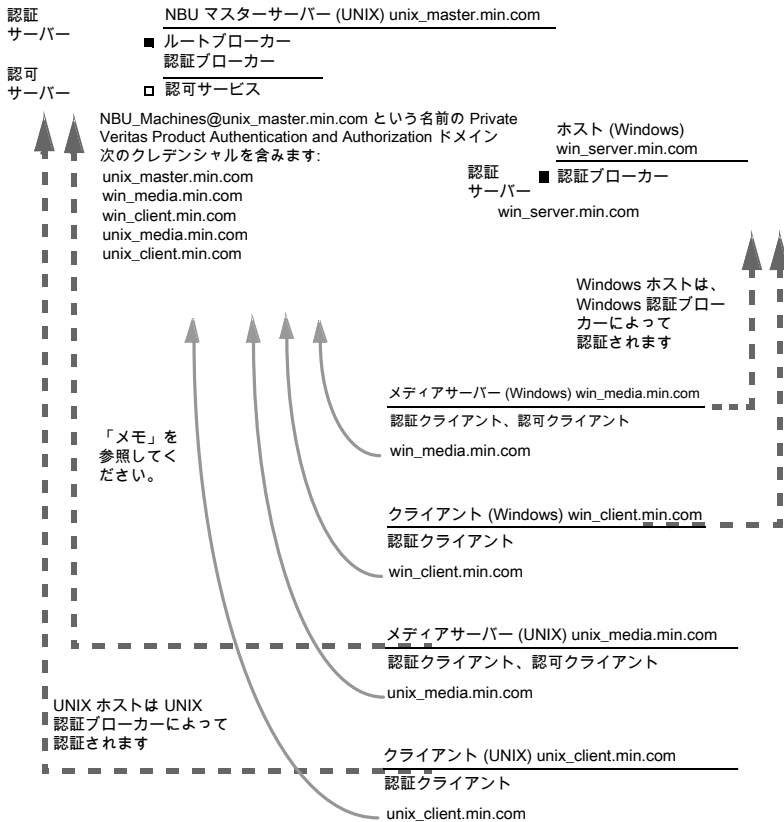 認証
サーバー
NBU マスターサーバー (UNIX) unix_master.min.com
ルートブローカー
認証ブローカー
認可
サーバー
認可サービス
NBU_Machines@unix_master.min.com という名前の Private
Veritas Product Authentication and Authorization ドメイン
次のクレデンシャルを含みます:
unix_master.min.com
win_media.min.com
win_client.min.com
unix_media.min.com
unix_client.min.com
ホスト (Windows)
win_server.min.com
認証
サーバー
認証ブローカー
win_server.min.com
Windows ホストは、
Windows 認証ブロー
カーによって
認証されます
メディアサーバー (Windows) win_media.min.com
認証クライアント、認可クライアント
win_media.min.com
「メモ」を
参照してく
ださい。
クライアント (Windows) win_client.min.com
認証クライアント
win_client.min.com
メディアサーバー (UNIX) unix_media.min.com
認証クライアント、認可クライアント
unix_media.min.com
UNIX ホストは UNIX
認証ブローカーによって
認証されます
クライアント (UNIX) unix_client.min.com
認証クライアント
unix_client.min.com